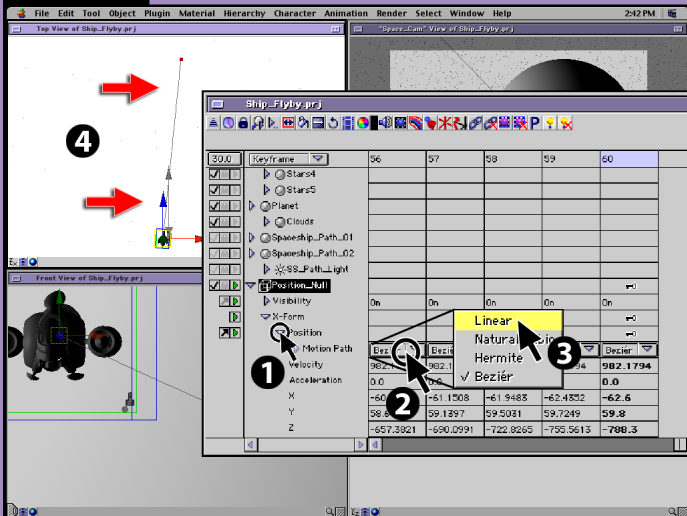 File Edit Tool Object Plugin Material Hierarchy Character Animation Render Select Window Help 2:42 PM
Top View of Ship_Flyby.prj
"Space_Cam" View of Ship_Flyby.prj
4
Ship_Flyby.prj
P
30.0 Keyframe 56 57 58 59 60
Stars4
Stars5
Planet
Clouds
Spaceship_Path_01
Spaceship_Path_02
SS_Path_Light
Position_Null
Visibility On On On
X-Form
Position
Motion Path
Velocity 982.1794
Acceleration 0.0 0.0
X -61.1508 -61.9483 -62.4352 -62.6
Y 59.1397 59.5031 59.7249 59.8
Z -657.3821 -690.0991 -722.8265 -755.5613 -788.3
Linear
Hermite
✓ Beziér
Beziér
1
2
3
Front View of Ship_Flyby.prj